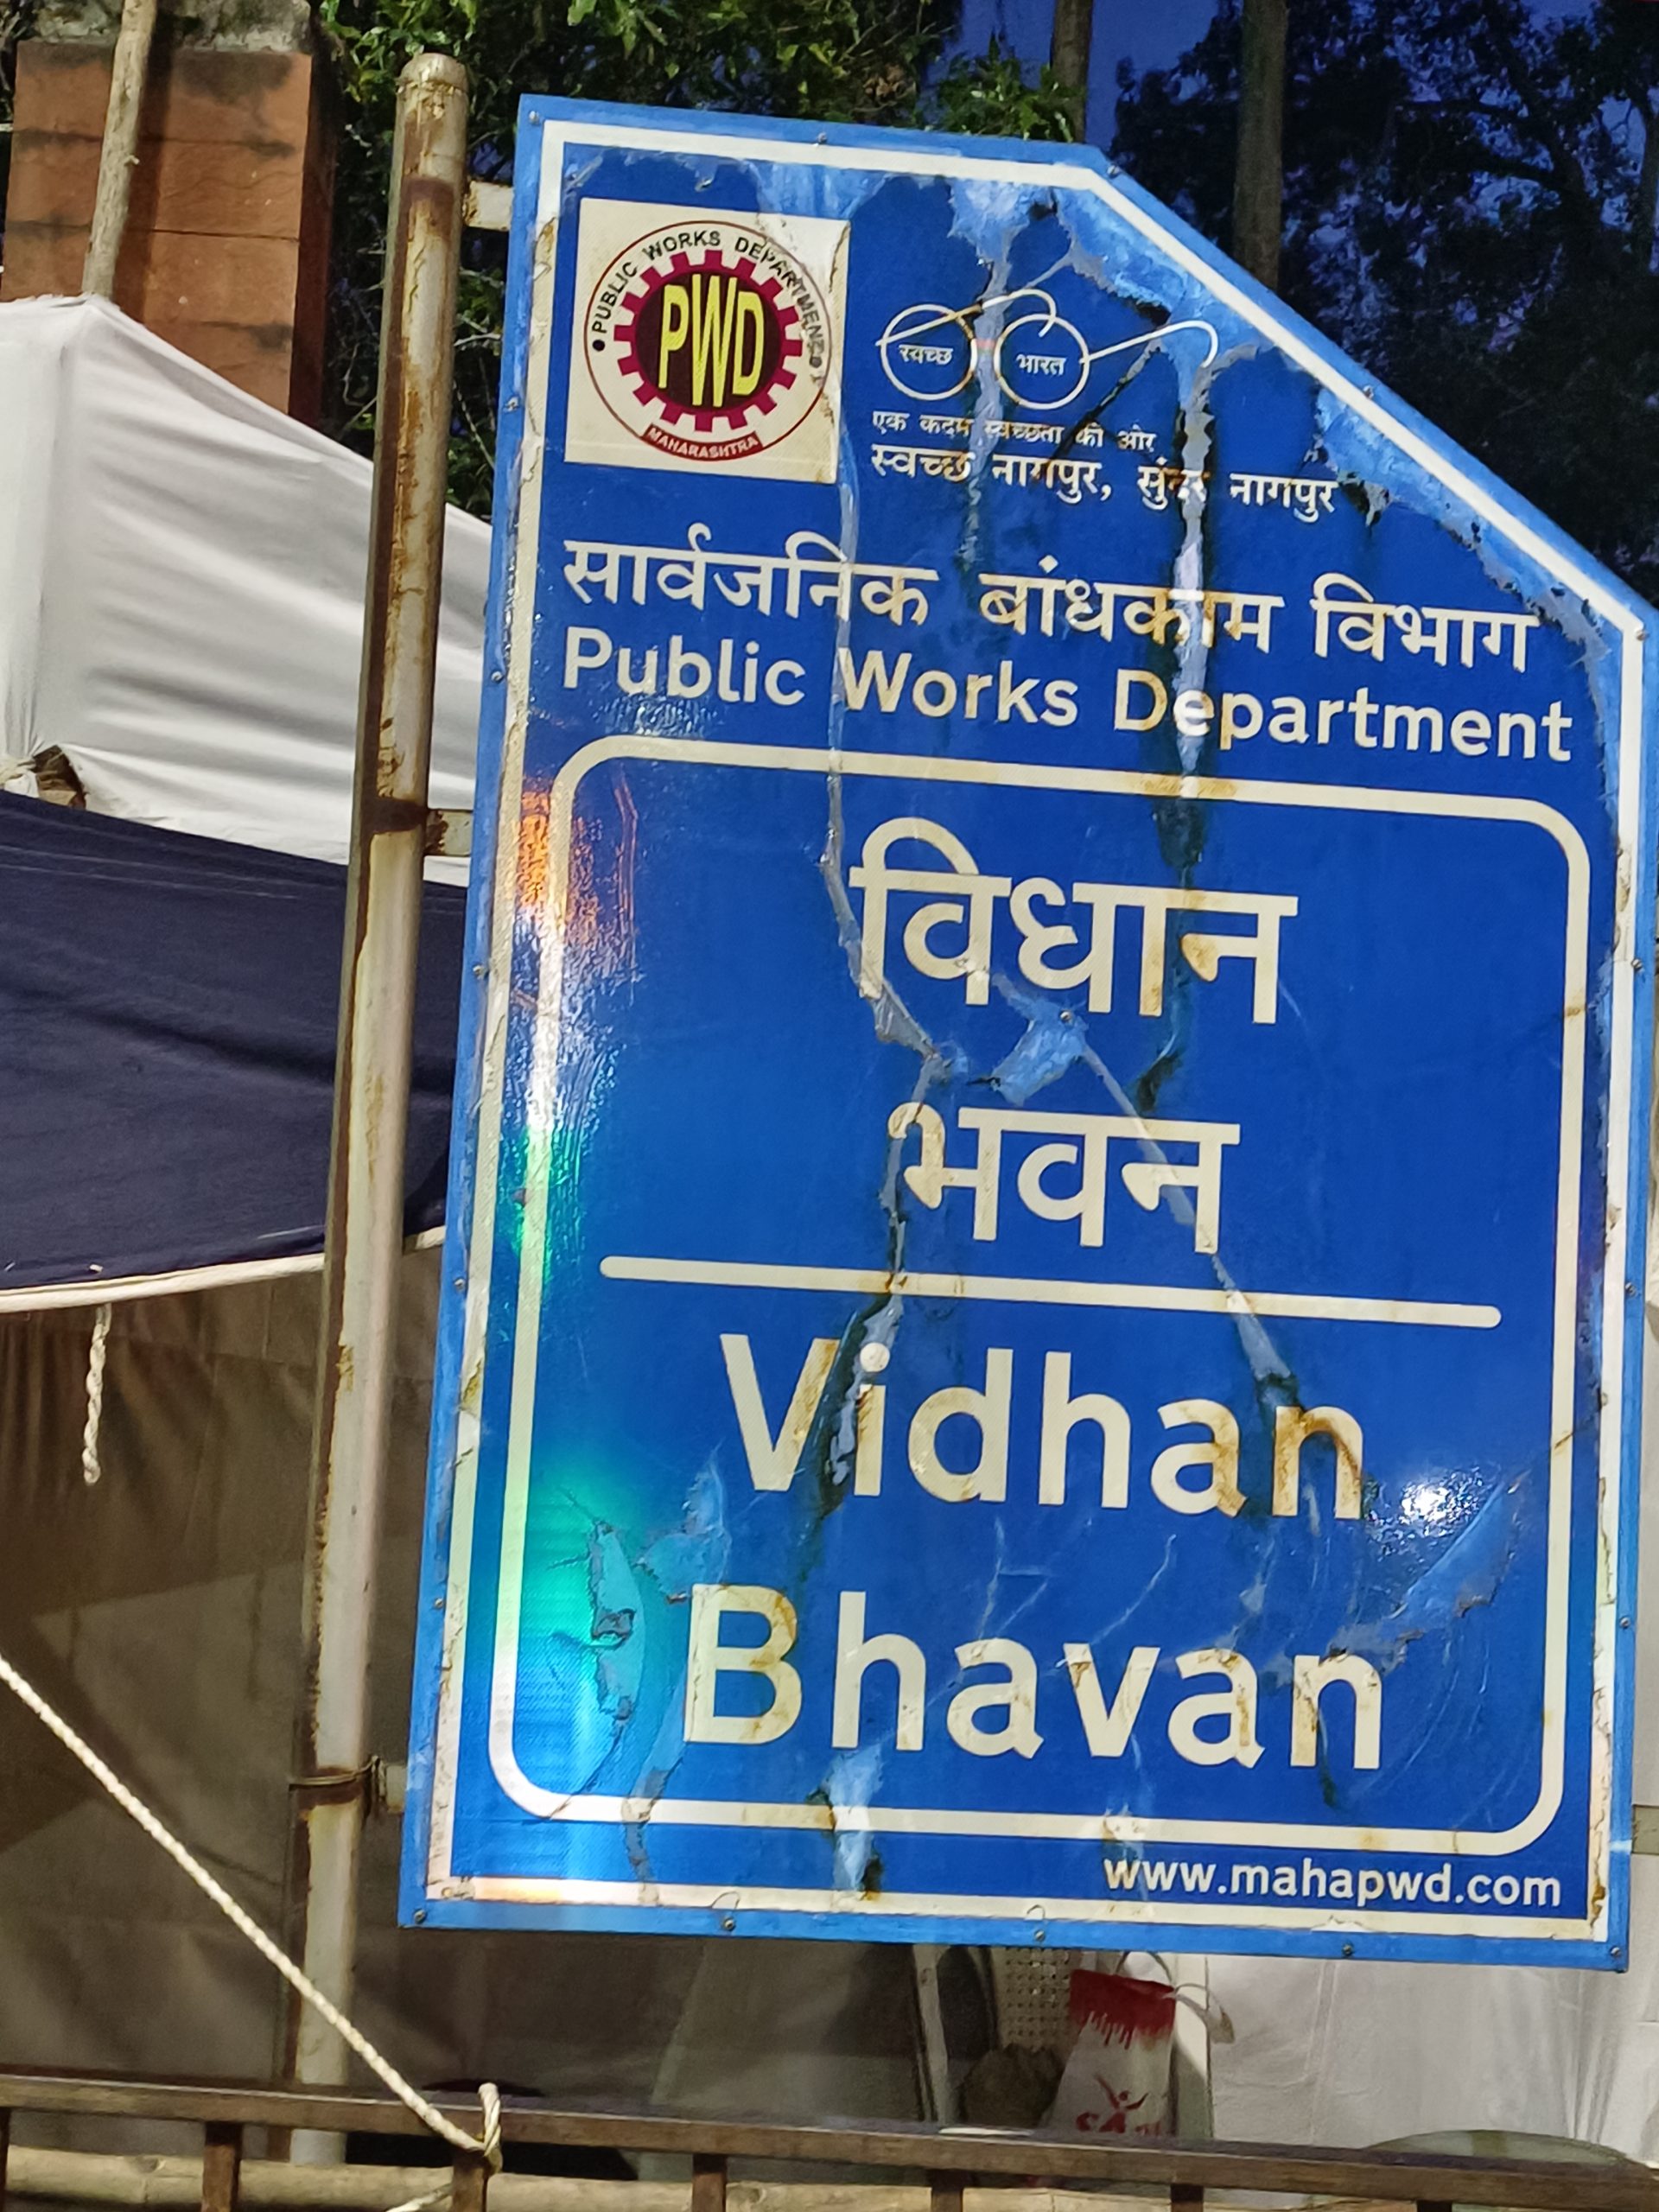 PUBLIC WORKS DEPARTMENT
PWD
MAHARASHTRA
स्वच्छ भारत
एक कदम स्वच्छता की ओर
स्वच्छ नागपुर, सुंदर नागपुर
सार्वजनिक बांधकाम विभाग
Public Works Department
विधान
भवन
Vidhan
Bhavan
www.mahapwd.com